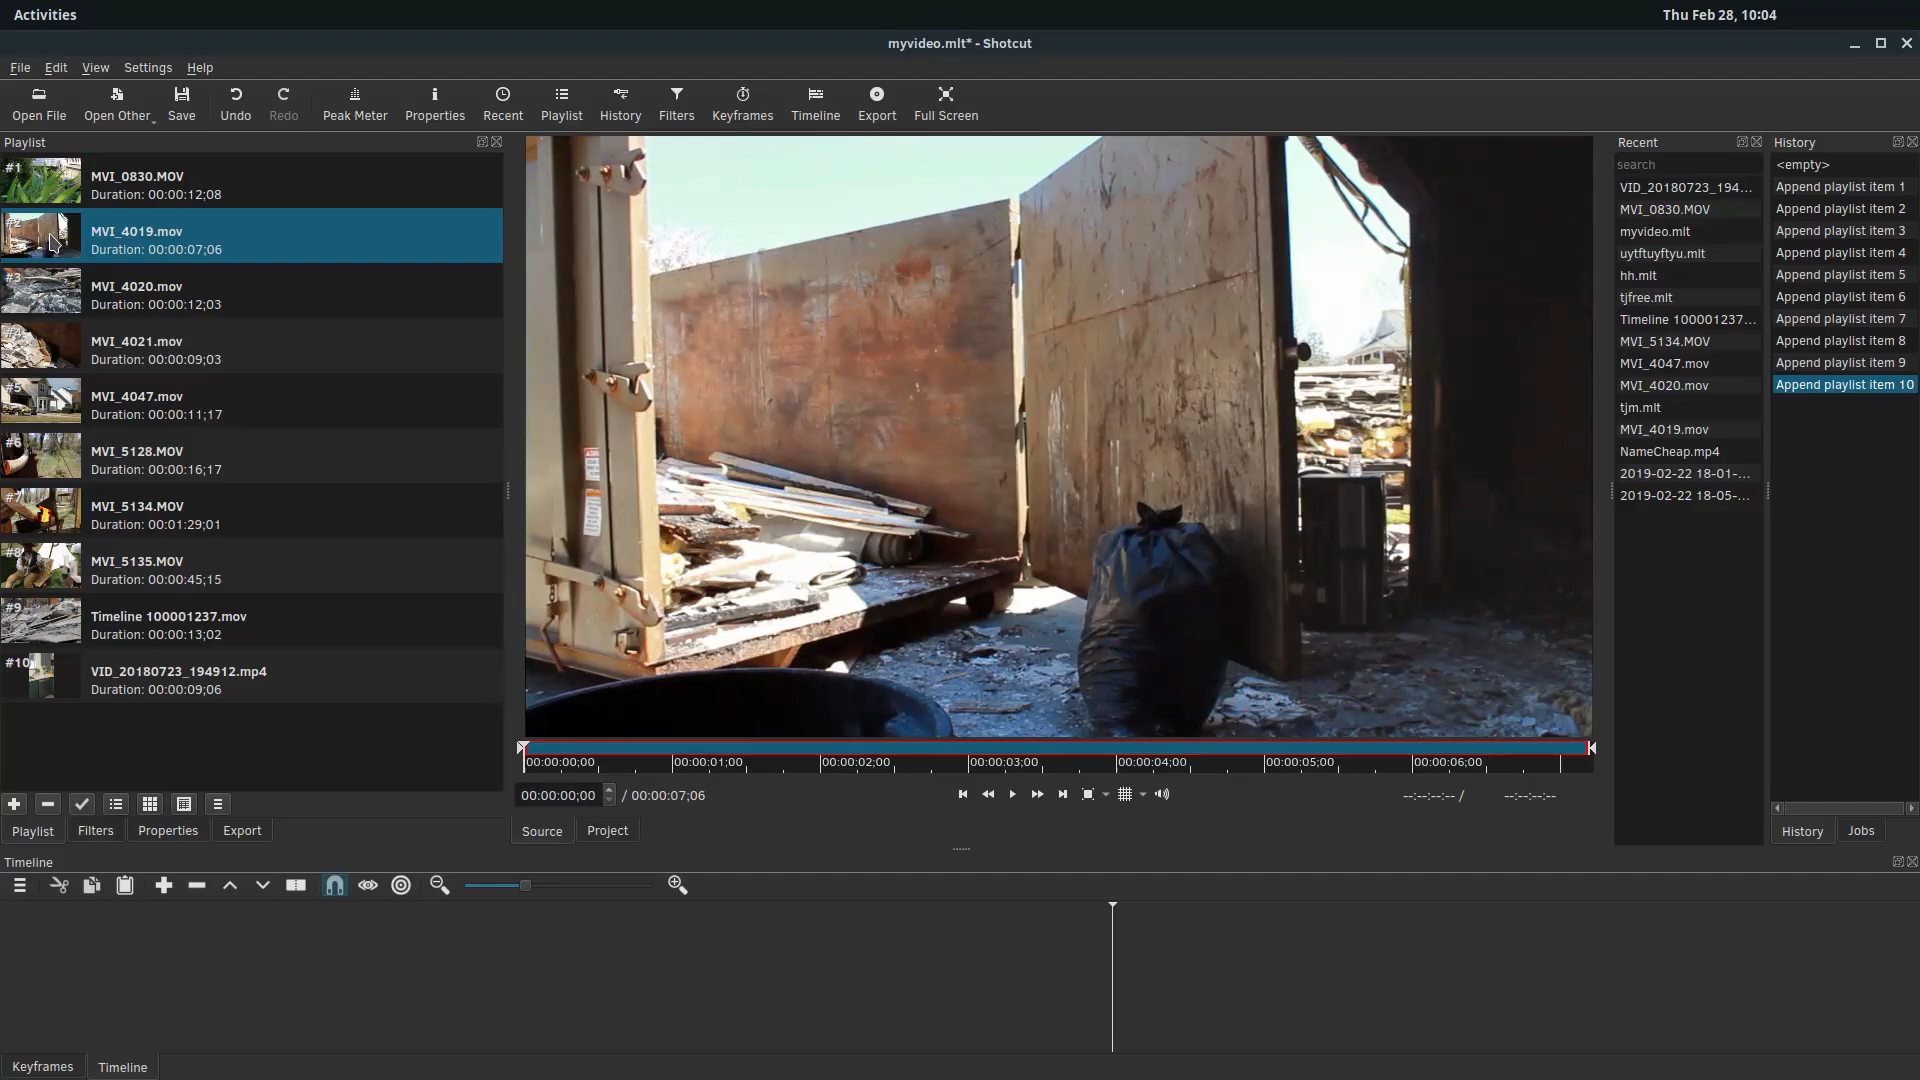 Activities
Thu Feb 28, 10:04
myvideo.mlt* - Shotcut
File Edit View Settings Help
Open File Open Other Save Undo Redo Peak Meter Properties Recent Playlist History Filters Keyframes Timeline Export Full Screen
Playlist
#1
MVI_0830.MOV
Duration: 00:00:12;08
#2
MVI_4019.mov
Duration: 00:00:07;06
#3
MVI_4020.mov
Duration: 00:00:12;03
#4
MVI_4021.mov
Duration: 00:00:09;03
#5
MVI_4047.mov
Duration: 00:00:11;17
#6
MVI_5128.MOV
Duration: 00:00:16;17
#7
MVI_5134.MOV
Duration: 00:01:29;01
#8
MVI_5135.MOV
Duration: 00:00:45;15
#9
Timeline 100001237.mov
Duration: 00:00:13;02
#10
VID_20180723_194912.mp4
Duration: 00:00:09;06
Playlist Filters Properties Export
00:00:00;00 00:00:01;00 00:00:02;00 00:00:03;00 00:00:04;00 00:00:05;00 00:00:06;00
00:00:00;00 / 00:00:07;06
--:--:--:-- / --:--:--:--
Source Project
Recent
search
VID_20180723_194...
MVI_0830.MOV
myvideo.mlt
uytftuyftyu.mlt
hh.mlt
tjfree.mlt
Timeline 100001237...
MVI_5134.MOV
MVI_4047.mov
MVI_4020.mov
tjm.mlt
MVI_4019.mov
NameCheap.mp4
2019-02-22 18-01-...
2019-02-22 18-05-...
History
<empty>
Append playlist item 1
Append playlist item 2
Append playlist item 3
Append playlist item 4
Append playlist item 5
Append playlist item 6
Append playlist item 7
Append playlist item 8
Append playlist item 9
Append playlist item 10
History Jobs
Timeline
Keyframes Timeline